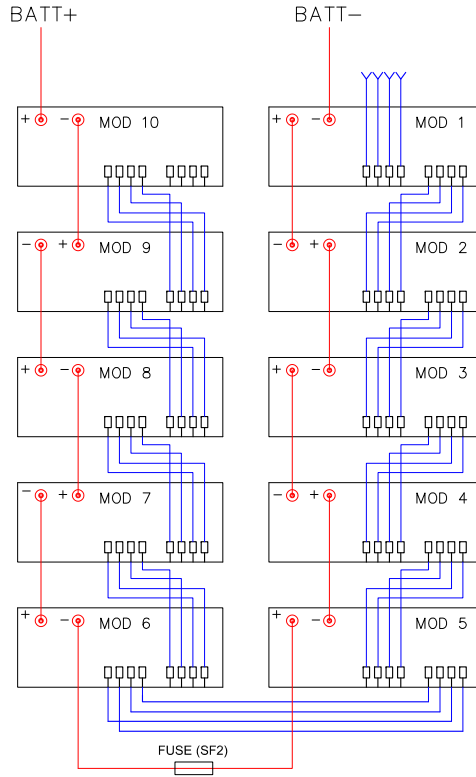 BATT+ BATT−
+ − MOD 10 + − MOD 1
− + MOD 9 − + MOD 2
+ − MOD 8 + − MOD 3
− + MOD 7 − + MOD 4
+ − MOD 6 + − MOD 5
FUSE (SF2)